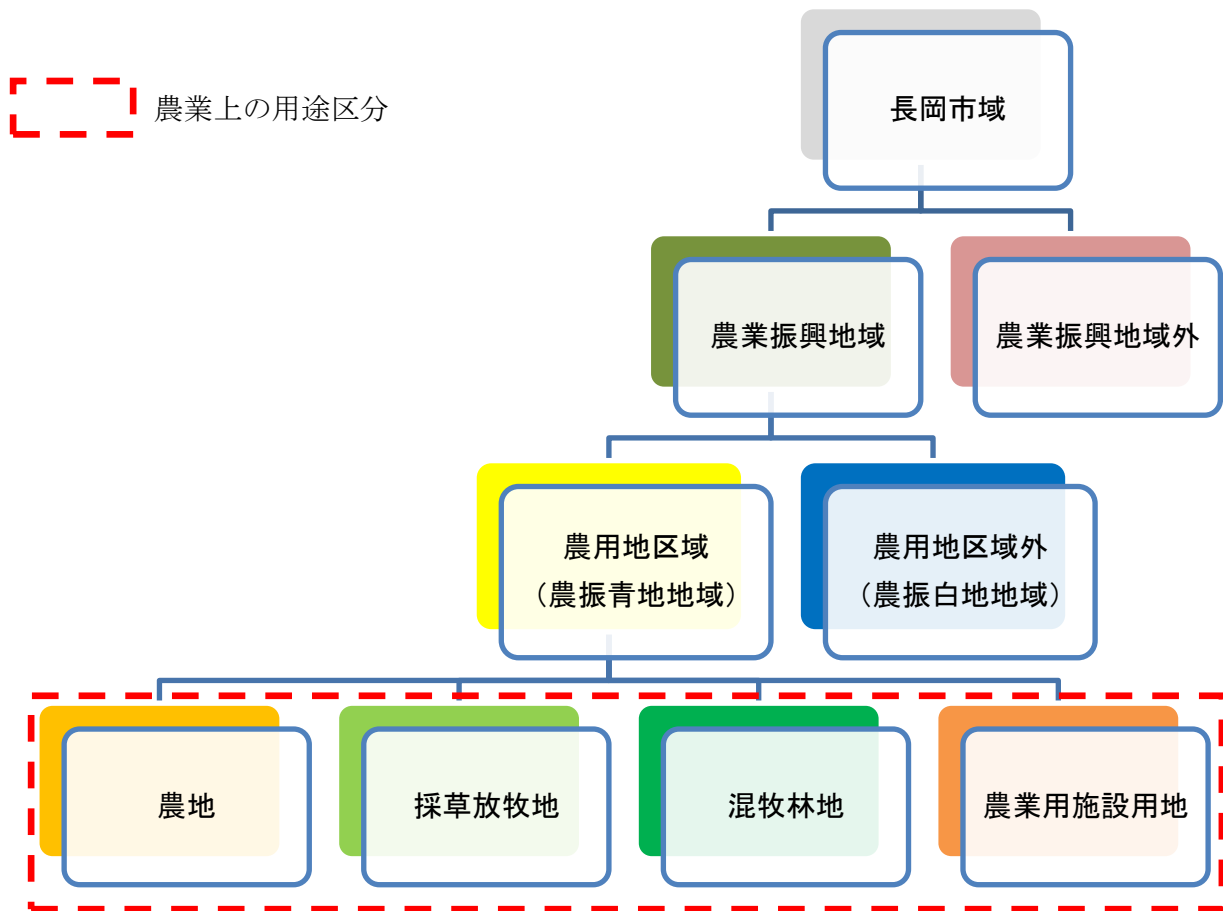 農業上の用途区分
長岡市域
農業振興地域
農業振興地域外
農用地区域
(農振青地地域)
農用地区域外
(農振白地地域)
農地
採草放牧地
混牧林地
農業用施設用地